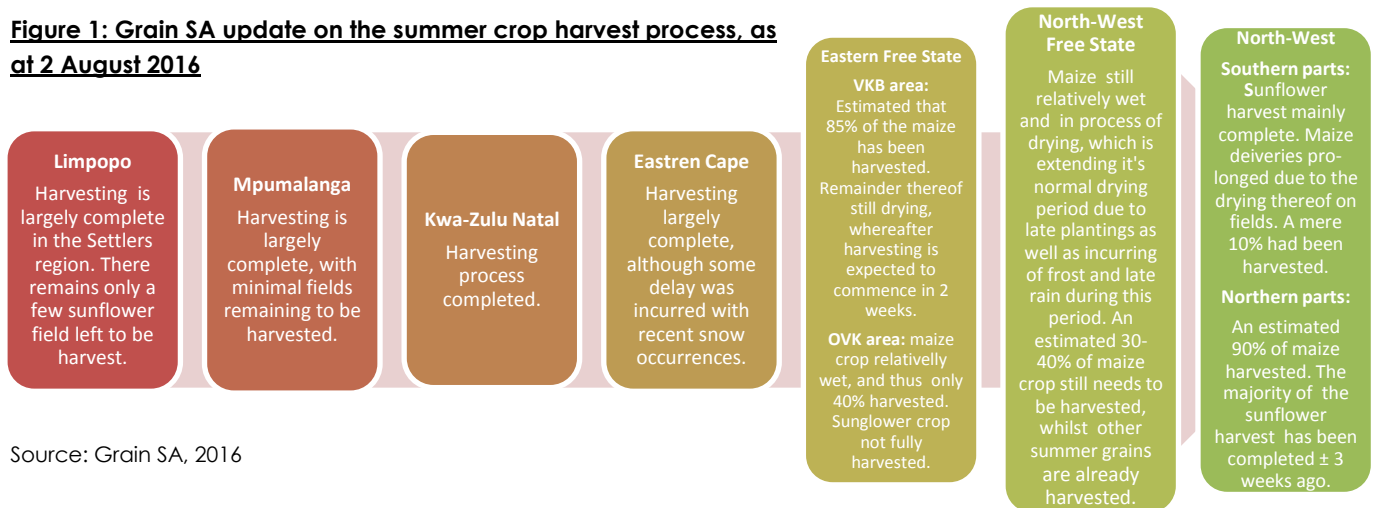 Figure 1: Grain SA update on the summer crop harvest process, as
at 2 August 2016
Limpopo
Harvesting is
largely complete
in the Settlers
region. There
remains only a
few sunflower
field left to be
harvest.
Mpumalanga
Harvesting is
largely
complete, with
minimal fields
remaining to be
harvested.
Kwa-Zulu Natal
Harvesting
process
completed.
Eastren Cape
Harvesting
largely
complete,
although some
delay was
incurred with
recent snow
occurrences.
Eastern Free State
VKB area:
Estimated that
85% of the maize
has been
harvested.
Remainder thereof
still drying,
whereafter
harvesting is
expected to
commence in 2
weeks.
OVK area: maize
crop relativelly
wet, and thus only
40% harvested.
Sunglower crop
not fully
harvested.
North-West
Free State
Maize still
relatively wet
and in process of
drying, which is
extending it's
normal drying
period due to
late plantings as
well as incurring
of frost and late
rain during this
period. An
estimated 30-
40% of maize
crop still needs to
be harvested,
whilst other
summer grains
are already
harvested.
North-West
Southern parts:
Sunflower
harvest mainly
complete. Maize
deiveries pro-
longed due to the
drying thereof on
fields. A mere
10% had been
harvested.
Northern parts:
An estimated
90% of maize
harvested. The
majority of the
sunflower
harvest has been
completed ± 3
weeks ago.
Source: Grain SA, 2016